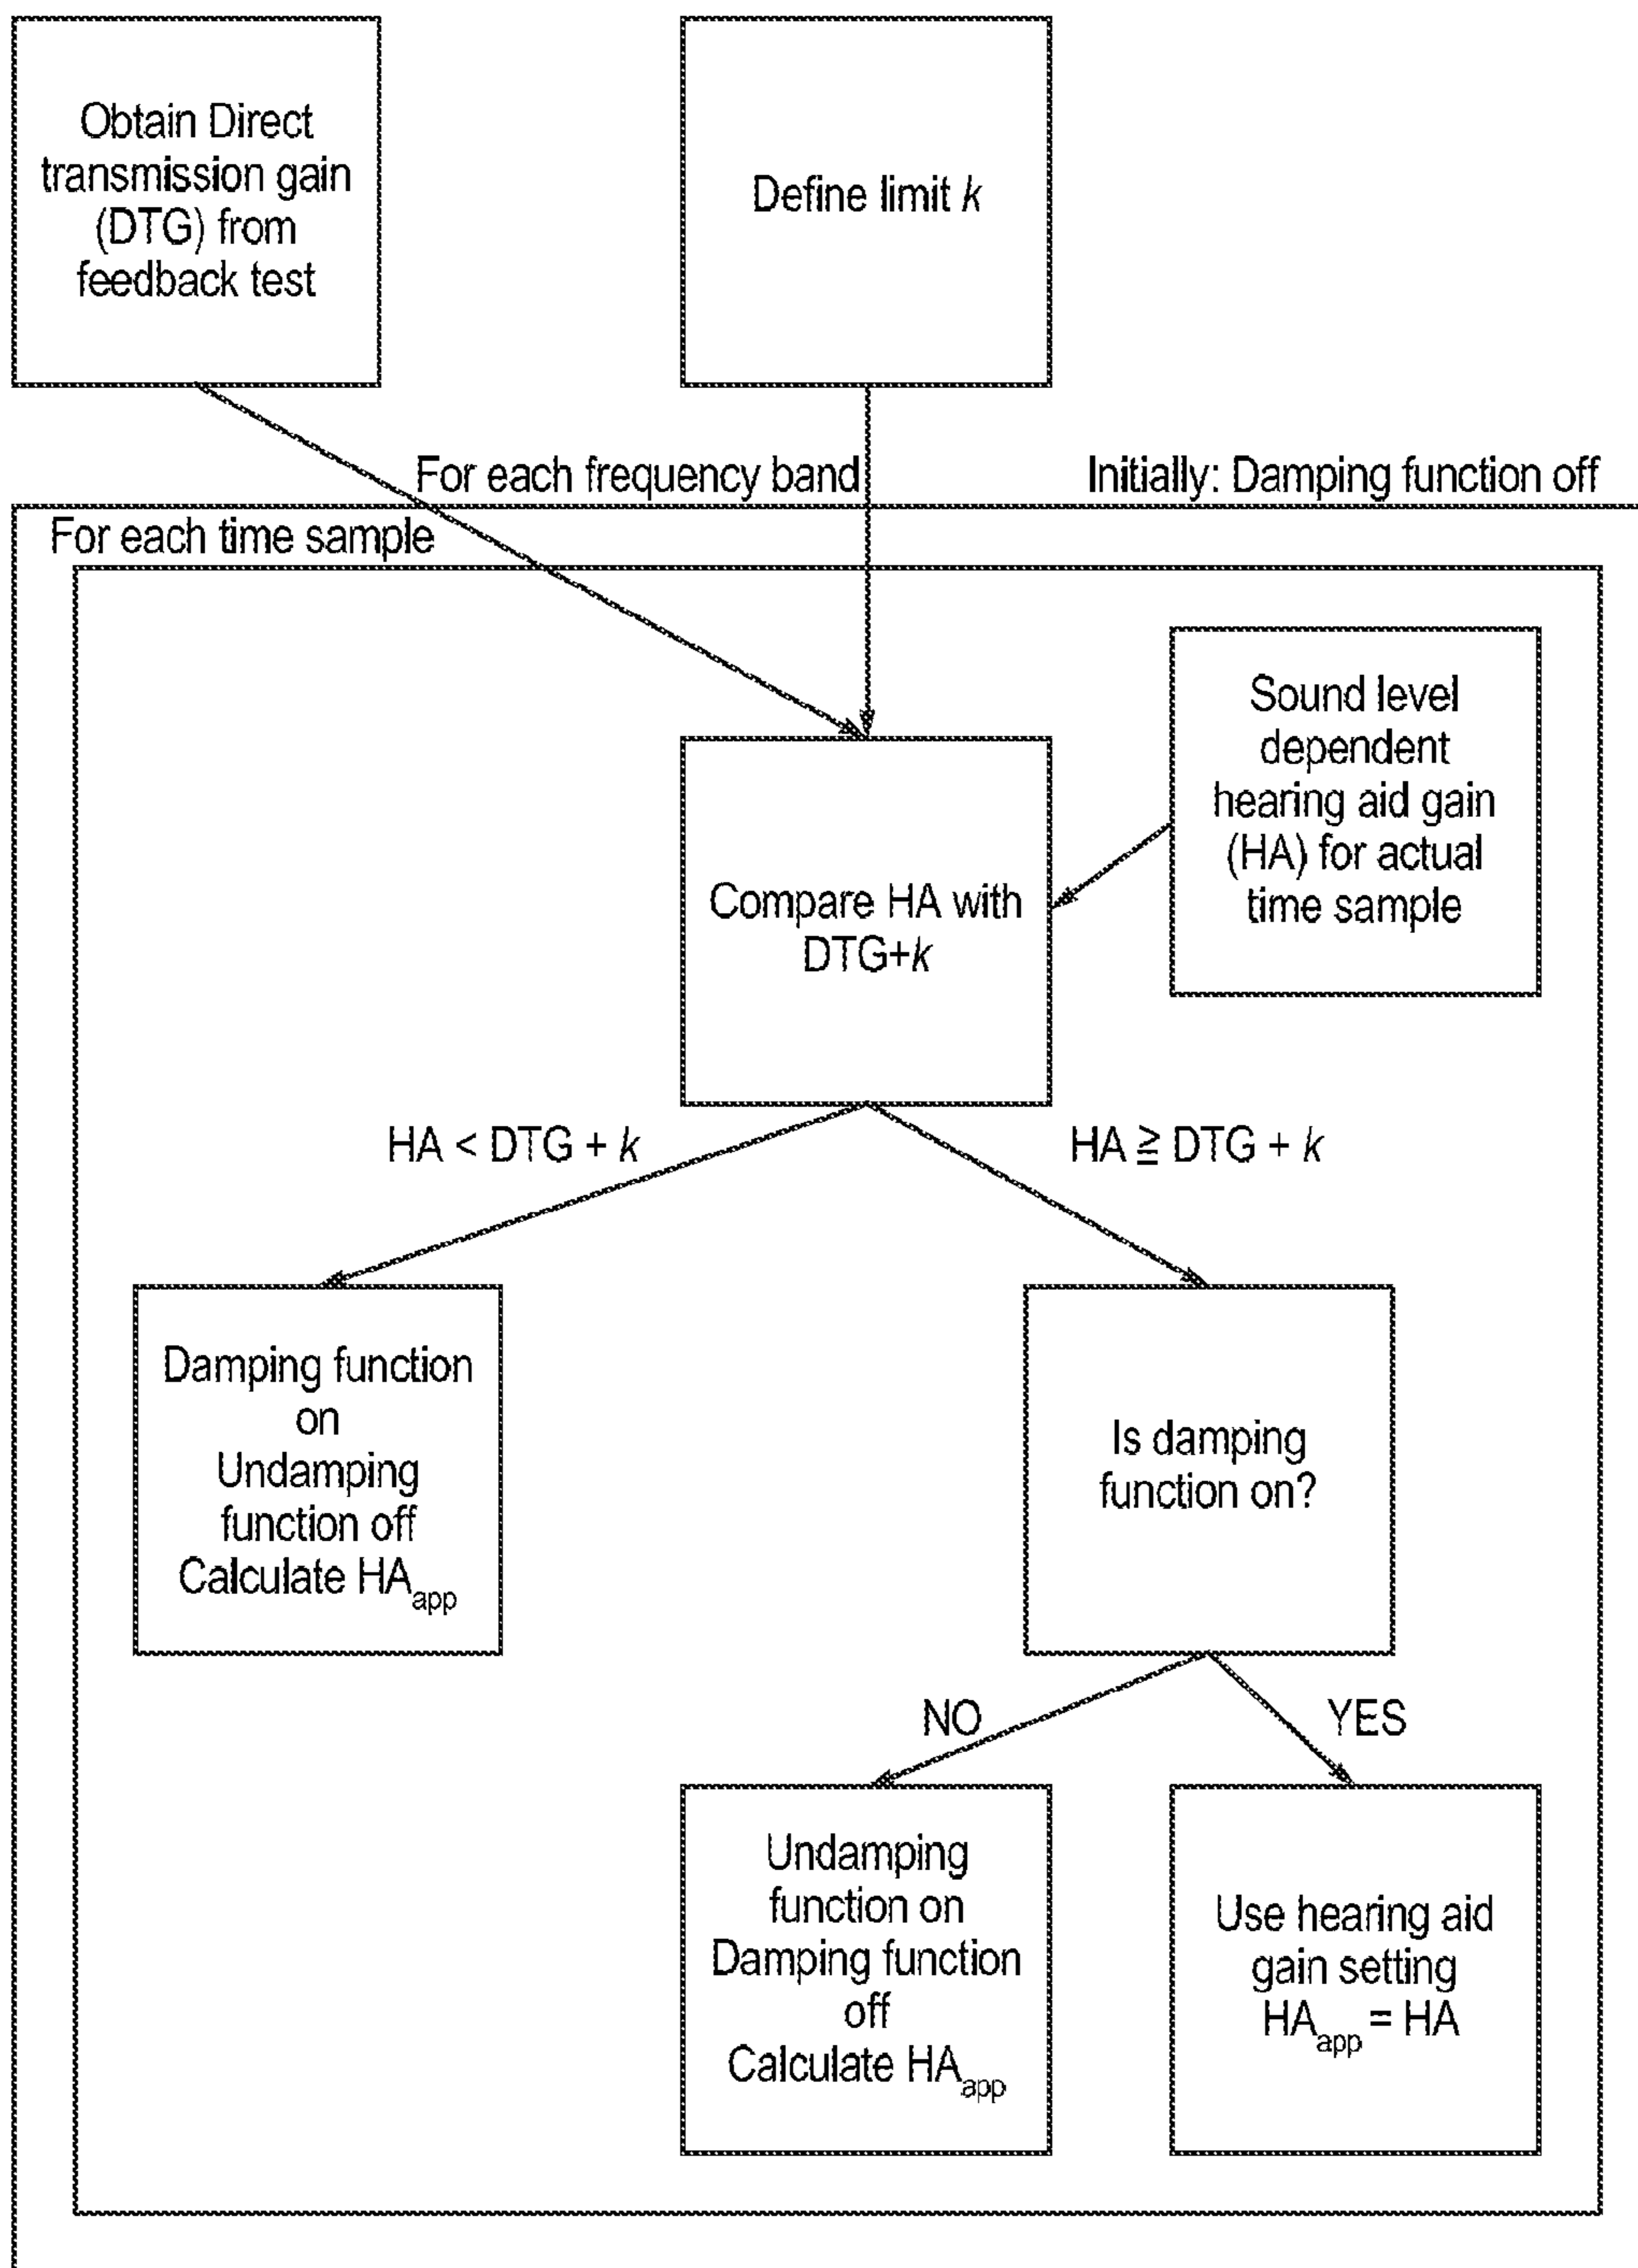 Obtain Direct
transmission gain
(DTG) from
feedback test
Define limit k
For each frequency band
Initially: Damping function off
For each time sample
Sound level
dependent
hearing aid gain
(HA) for actual
time sample
Compare HA with
DTG+k
HA < DTG + k
HA ≧ DTG + k
Damping function
on
Undamping
function off
Calculate HAapp
Is damping
function on?
NO
YES
Undamping
function on
Damping function
off
Calculate HAapp
Use hearing aid
gain setting
HAapp = HA